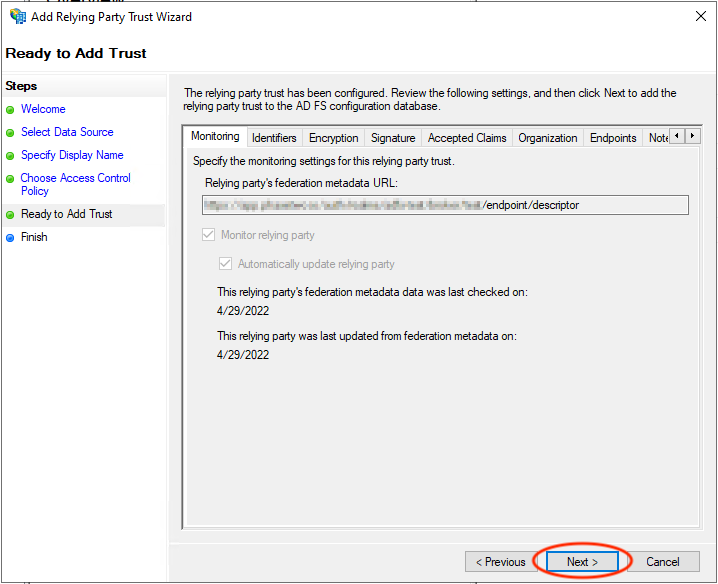 Add Relying Party Trust Wizard
Ready to Add Trust
Steps
Welcome
Select Data Source
Specify Display Name
Choose Access Control
Policy
Ready to Add Trust
Finish
The relying party trust has been configured. Review the following settings, and then click Next to add the
relying party trust to the AD FS configuration database.
Monitoring Identifiers Encryption Signature Accepted Claims Organization Endpoints Note
Specify the monitoring settings for this relying party trust.
Relying party's federation metadata URL:
/endpoint/descriptor
Monitor relying party
Automatically update relying party
This relying party's federation metadata data was last checked on:
4/29/2022
This relying party was last updated from federation metadata on:
4/29/2022
< Previous Next > Cancel